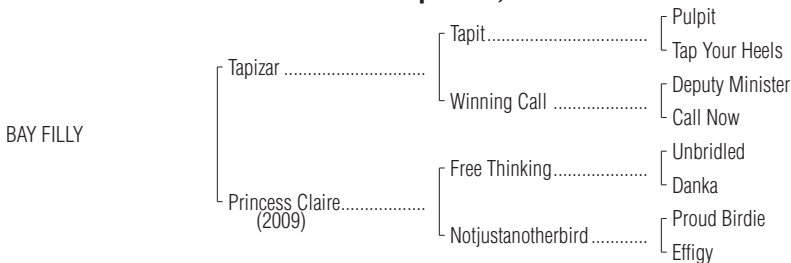 Pulpit
Tapit................................
Tap Your Heels
Tapizar ............................
Deputy Minister
Winning Call ...................
Call Now
BAY FILLY
Unbridled
Free Thinking...................
Danka
Princess Claire.................
(2009)
Proud Birdie
Notjustanotherbird...........
Effigy